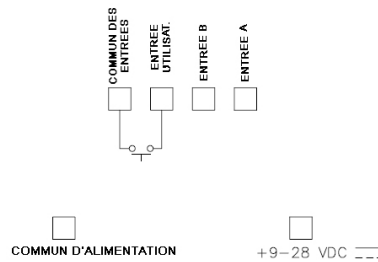 COMMUN DES
ENTREES
ENTREE
UTILISAT.
ENTREE B
ENTREE A
COMMUN D'ALIMENTATION
+9-28 VDC